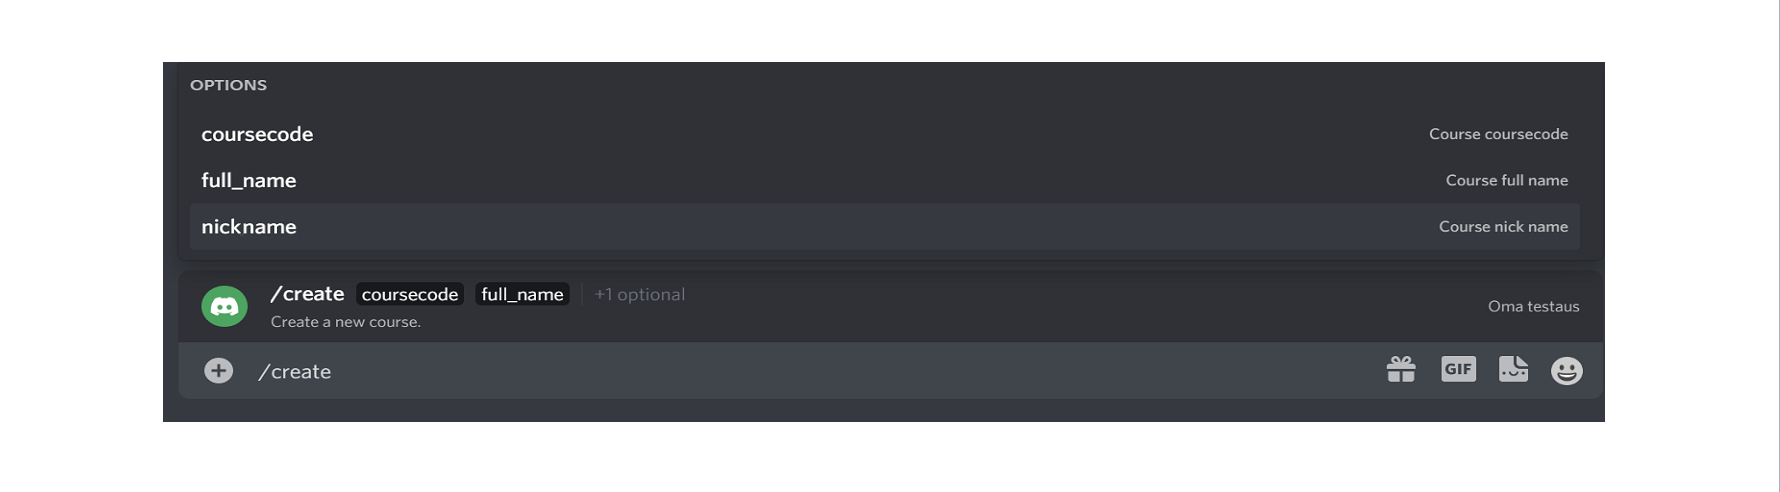 OPTIONS
coursecode Course coursecode
full_name Course full name
nickname Course nick name
/create coursecode full_name +1 optional
Create a new course.
Oma testaus
/create
GIF